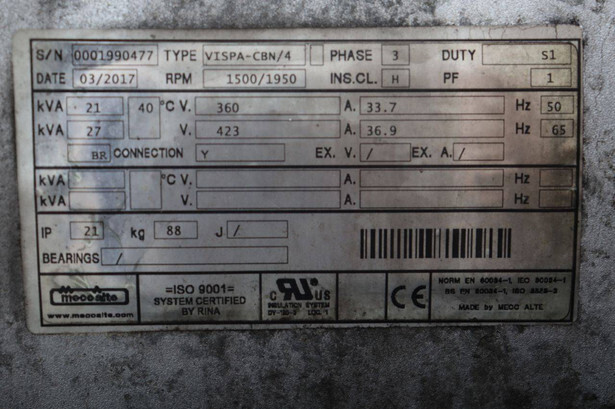 S/N 0001990477 TYPE VISPA-CBN/4 PHASE 3 DUTY S1
DATE 03/2017 RPM 1500/1950 INS.CL. H PF 1
kVA 21 40 °C V. 360 A. 33.7 Hz 50
kVA 27 V. 423 A. 36.9 Hz 65
BR CONNECTION Y EX. V. / EX. A. /
kVA °C V. A. Hz
kVA V. A. Hz
IP 21 kg 88 J /
BEARINGS /
mecc alte
www.meccalte.com
=ISO 9001=
SYSTEM CERTIFIED
BY RINA
C RU US
INSULATION SYSTEM
CE
NORM EN 60034-1, IEC 60034-1
BS EN 60034-1, ISO 8528-3
MADE by MECC ALTE